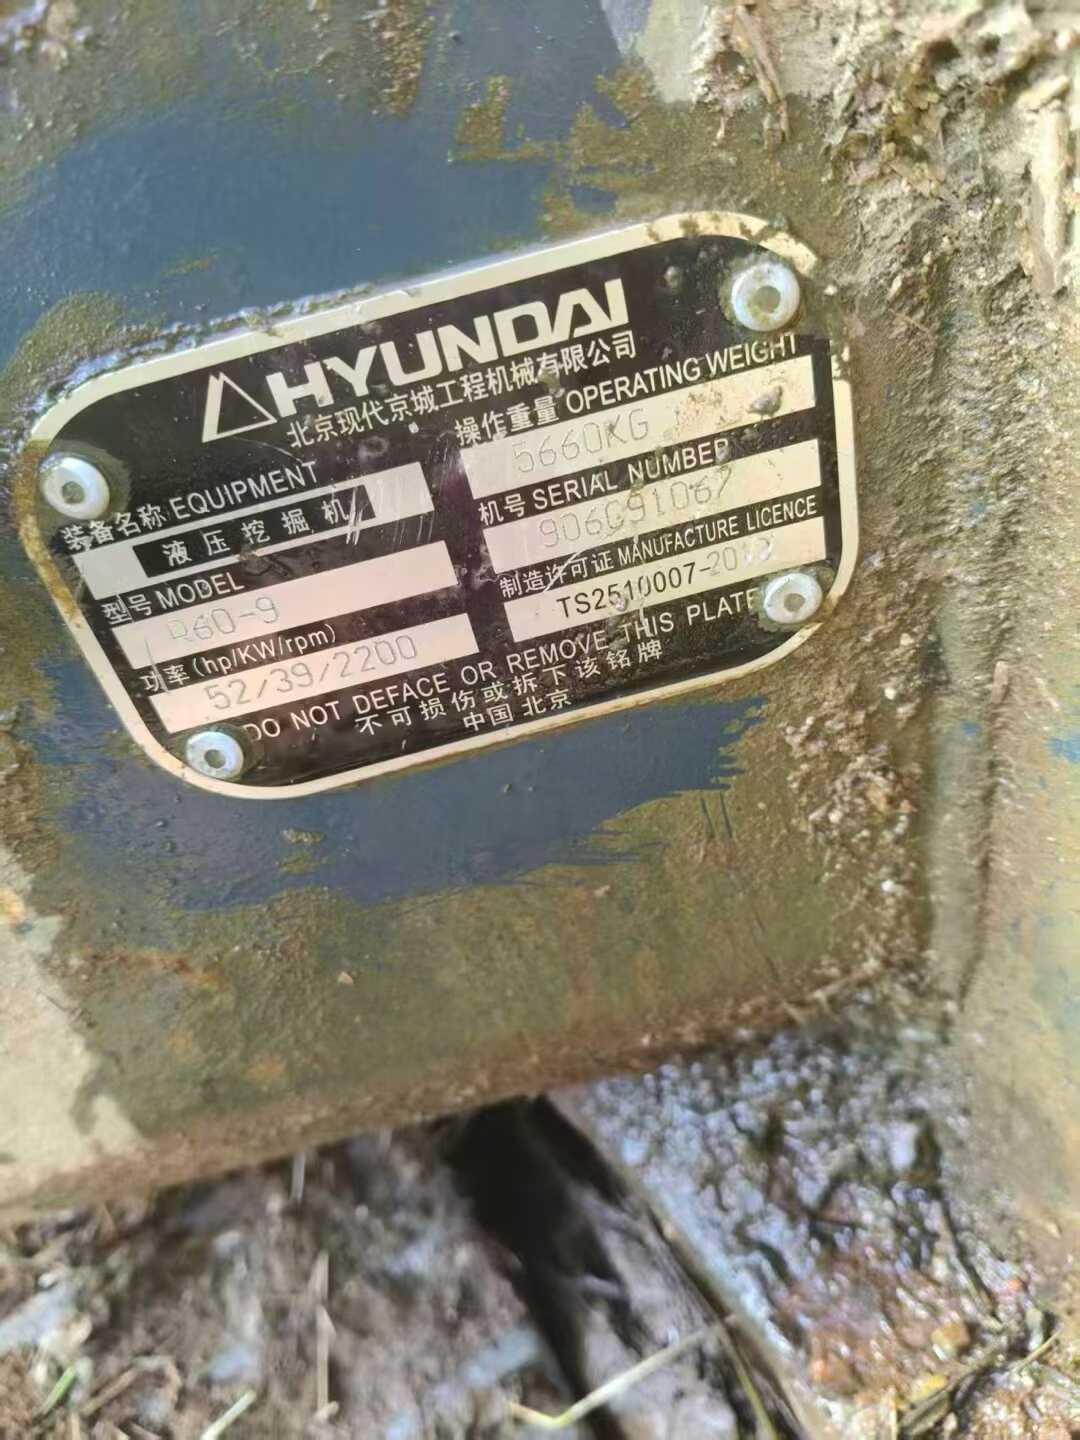 HYUNDAI
北京现代京城工程机械有限公司
装备名称 EQUIPMENT
液压挖掘机
型号 MODEL
R60-9
功率 (hp/KW/rpm)
52/39/2200
操作重量 OPERATING WEIGHT
5660KG
机号 SERIAL NUMBER
制造许可证 MANUFACTURE LICENCE
DO NOT DEFACE OR REMOVE THIS PLATE
不可损伤或拆下该铭牌
中国 北京